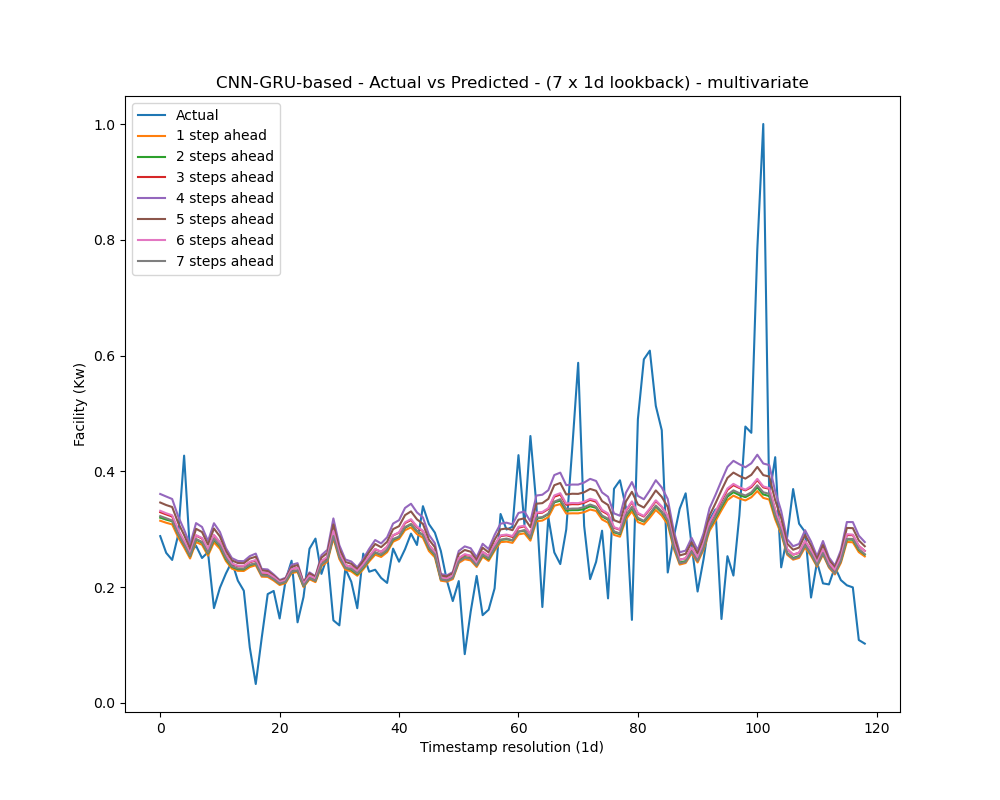 CNN-GRU-based - Actual vs Predicted - (7 x 1d lookback) - multivariate
Actual
1 step ahead
2 steps ahead
3 steps ahead
4 steps ahead
5 steps ahead
6 steps ahead
7 steps ahead
1.0
0.8
0.6
0.4
0.2
0.0
Facility (Kw)
0 20 40 60 80 100 120
Timestamp resolution (1d)